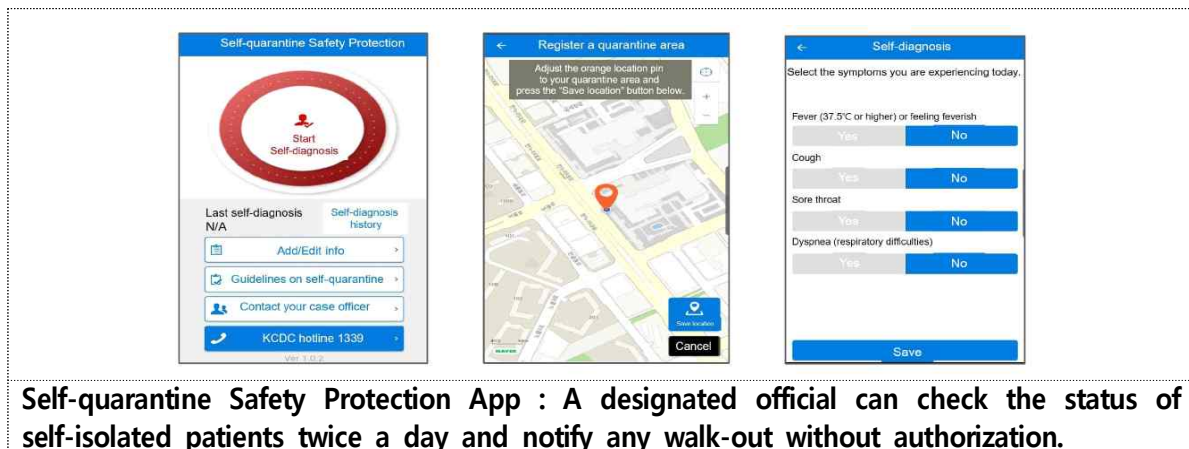 Self-quarantine Safety Protection
Start
Self-diagnosis
Last self-diagnosis
N/A
Self-diagnosis
history
Add/Edit info
Guidelines on self-quarantine
Contact your case officer
KCDC hotline 1339
Ver 1.0.2
Register a quarantine area
Adjust the orange location pin
to your quarantine area and
press the "Save location" button below.
Save location
Cancel
NAVER
Self-diagnosis
Select the symptoms you are experiencing today.
Fever (37.5℃ or higher) or feeling feverish
Yes No
Cough
Yes No
Sore throat
Yes No
Dyspnea (respiratory difficulties)
Yes No
Save
Self-quarantine Safety Protection App : A designated official can check the status of
self-isolated patients twice a day and notify any walk-out without authorization.